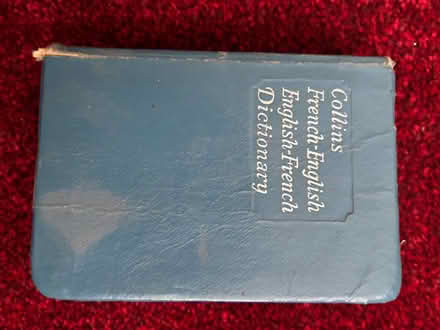 Collins
French-English
English-French
Dictionary